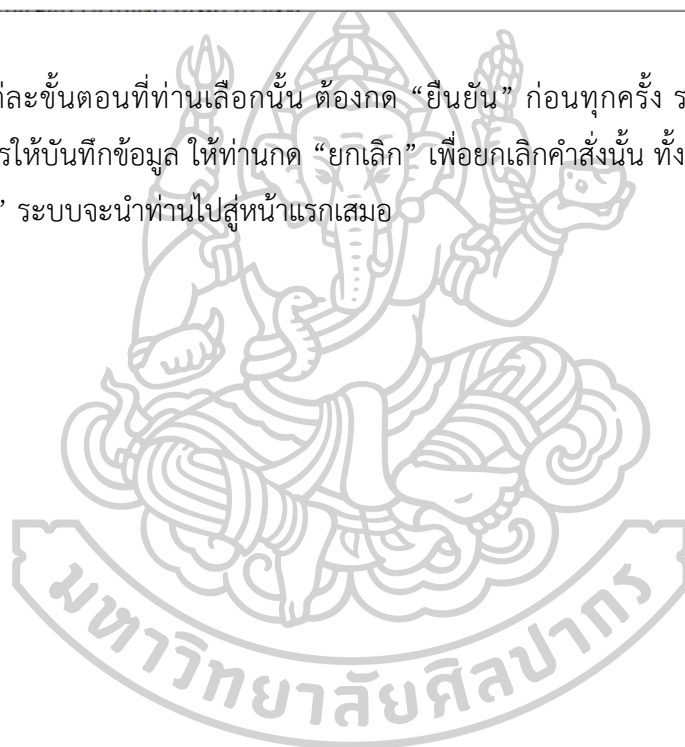 ละขั้นตอนที่ท่านเลือกนั้น ต้องกด “ยืนยัน” ก่อนทุกครั้ง
ให้บันทึกข้อมูล ให้ท่านกด “ยกเลิก” เพื่อยกเลิกคำสั่งนั้น ทั้ง
” ระบบจะนำท่านไปสู่หน้าแรกเสมอ
มหาวิทยาลัยศิลปากร